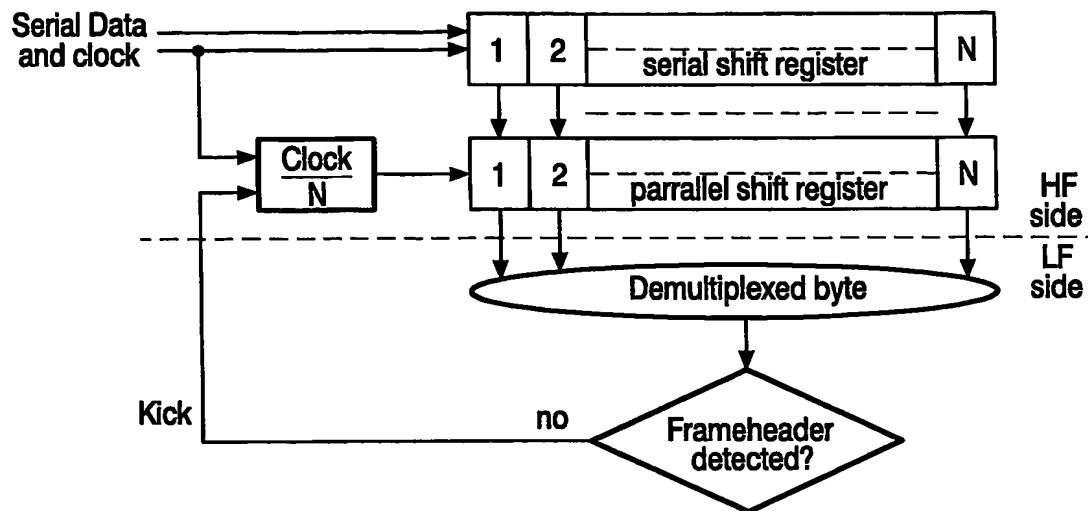 Serial Data
and clock
1
2
serial shift register
N
Clock
N
1
2
parrallel shift register
N
HF
side
LF
side
Demultiplexed byte
Kick
no
Frameheader
detected?